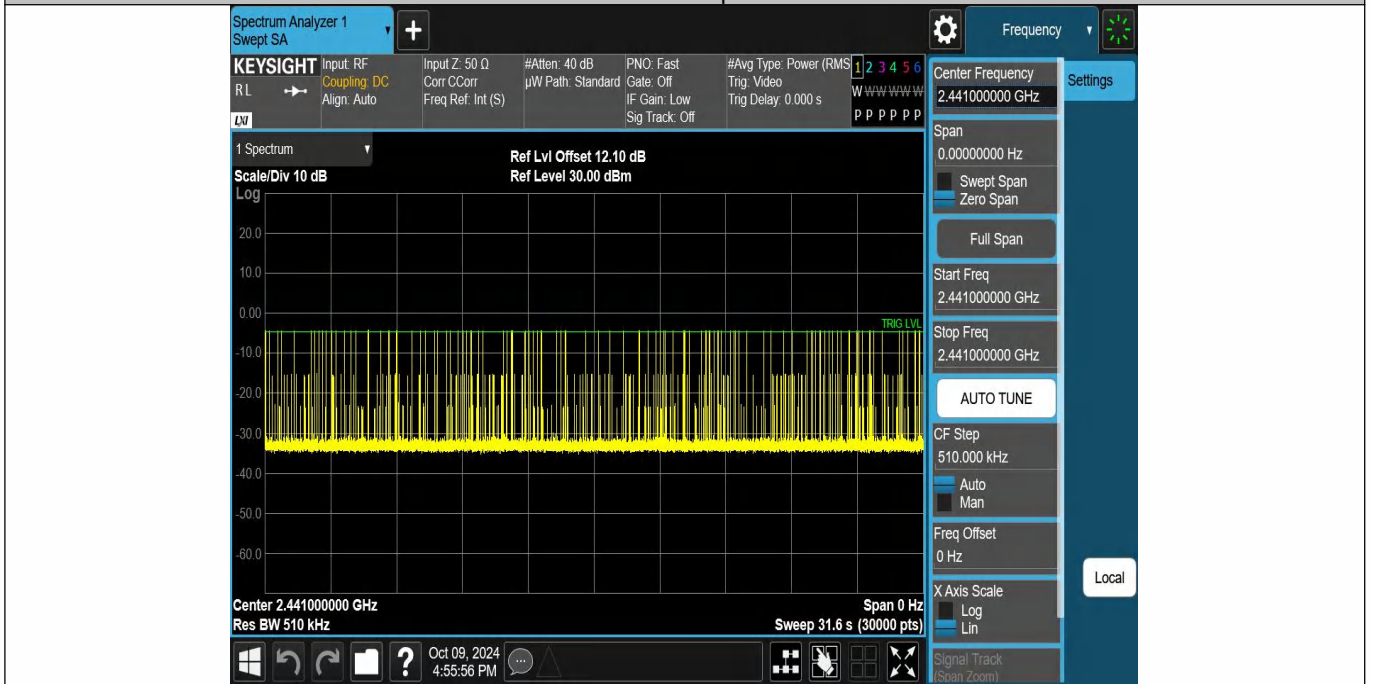 Spectrum Analyzer 1
Swept SA
Frequency
KEYSIGHT
RL
LXI
Input: RF
Coupling: DC
Align: Auto
Input Z: 50 Ω
Corr CCorr
Freq Ref: Int (S)
#Atten: 40 dB
µW Path: Standard
PNO: Fast
Gate: Off
IF Gain: Low
Sig Track: Off
#Avg Type: Power (RMS
Trig: Video
Trig Delay: 0.000 s
1 2 3 4 5 6
W W W W W W
P P P P P P
1 Spectrum
Scale/Div 10 dB
Ref Lvl Offset 12.10 dB
Ref Level 30.00 dBm
Log
20.0
10.0
0.00
TRIG LVL
-10.0
-20.0
-30.0
-40.0
-50.0
-60.0
Center 2.441000000 GHz
Res BW 510 kHz
Span 0 Hz
Sweep 31.6 s (30000 pts)
Center Frequency
2.441000000 GHz
Settings
Span
0.00000000 Hz
Swept Span
Zero Span
Full Span
Start Freq
2.441000000 GHz
Stop Freq
2.441000000 GHz
AUTO TUNE
CF Step
510.000 kHz
Auto
Man
Freq Offset
0 Hz
X Axis Scale
Log
Lin
Signal Track
(Span Zoom)
Local
?
Oct 09, 2024
4:55:56 PM